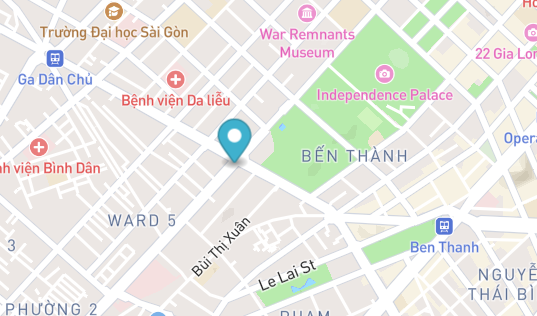 Trường Đại học Sài Gòn
War Remnants
Museum
Ho
22 Gia Lon
Ga Dân Chủ
Bệnh viện Da liễu
Independence Palace
BẾN THÀNH
Opera
nh viện Bình Dân
WARD 5
Bùi Thị Xuân
Ben Thanh
3
Le Lai St
NGUYỄ
THÁI BÌ
PHƯỜNG 2
PHẠM